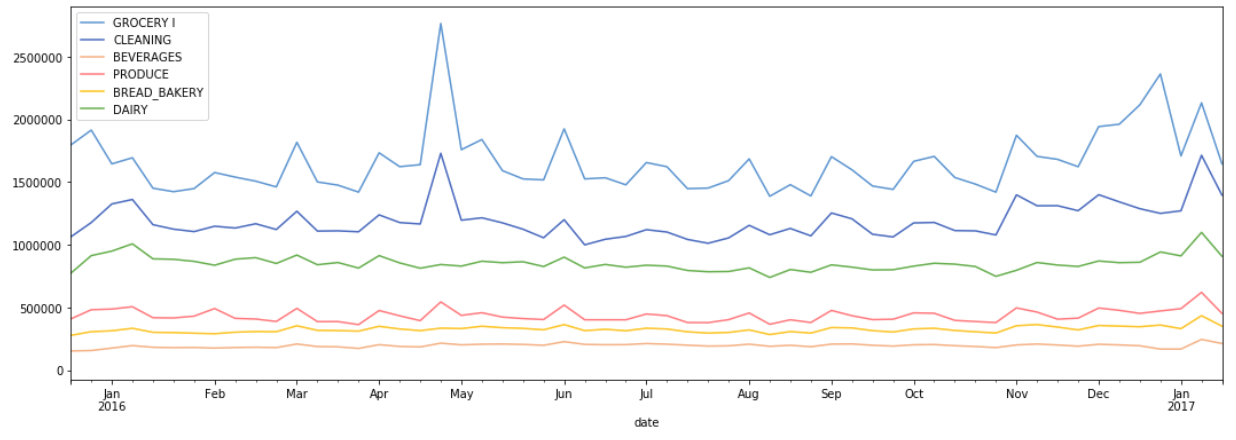 GROCERY I
CLEANING
BEVERAGES
PRODUCE
BREAD_BAKERY
DAIRY
2500000
2000000
1500000
1000000
500000
0
Jan Feb Mar Apr May Jun Jul Aug Sep Oct Nov Dec Jan
2016 2017
date